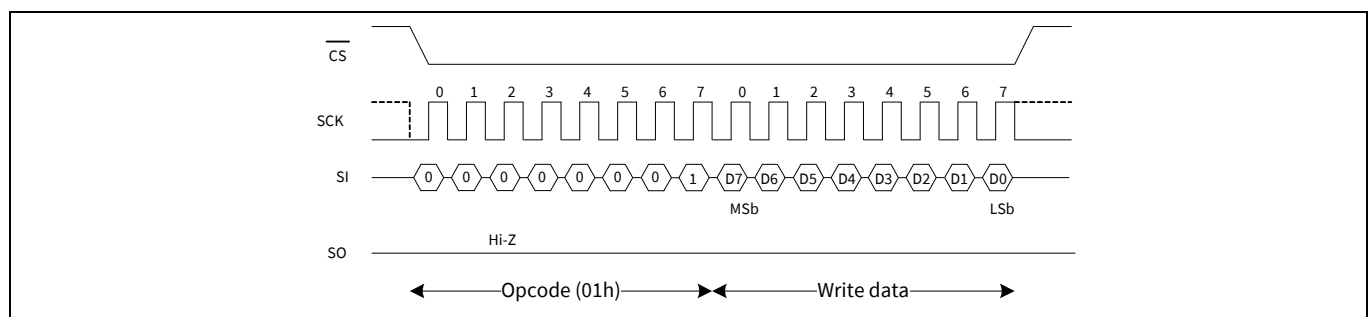 CS
0 1 2 3 4 5 6 7 0 1 2 3 4 5 6 7
SCK
SI 0 0 0 0 0 0 0 1 D7 D6 D5 D4 D3 D2 D1 D0
MSb LSb
Hi-Z
SO
Opcode (01h) Write data